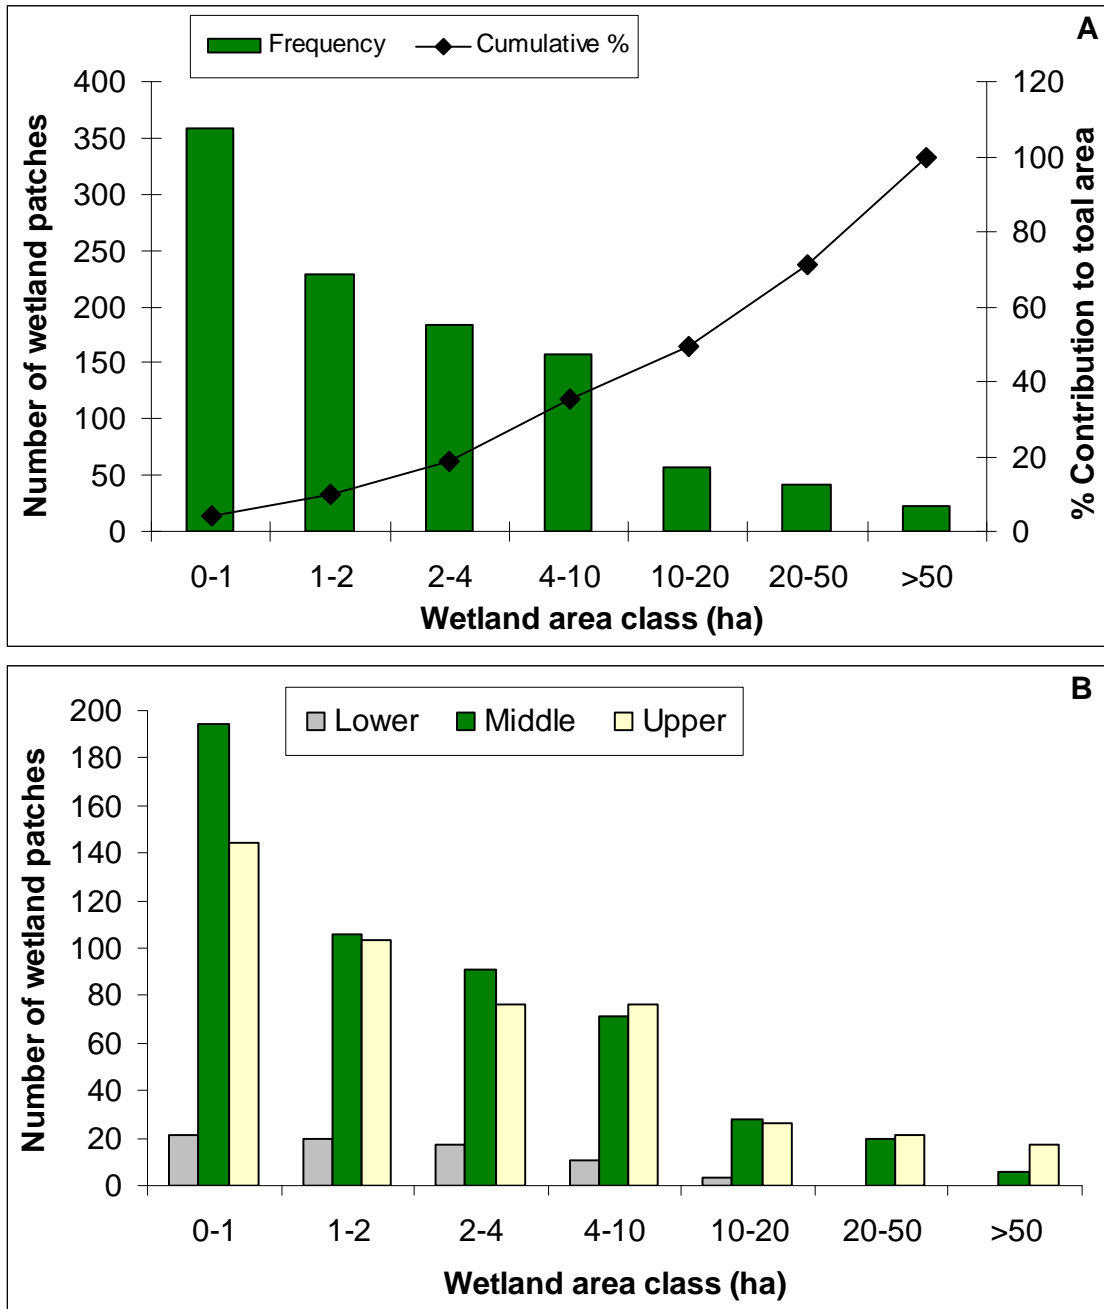 A
Frequency Cumulative %
400
350
300
250
200
150
100
50
0
Number of wetland patches
120
100
80
60
40
20
0
% Contribution to toal area
0-1 1-2 2-4 4-10 10-20 20-50 >50
Wetland area class (ha)
B
Lower Middle Upper
200
180
160
140
120
100
80
60
40
20
0
Number of wetland patches
0-1 1-2 2-4 4-10 10-20 20-50 >50
Wetland area class (ha)